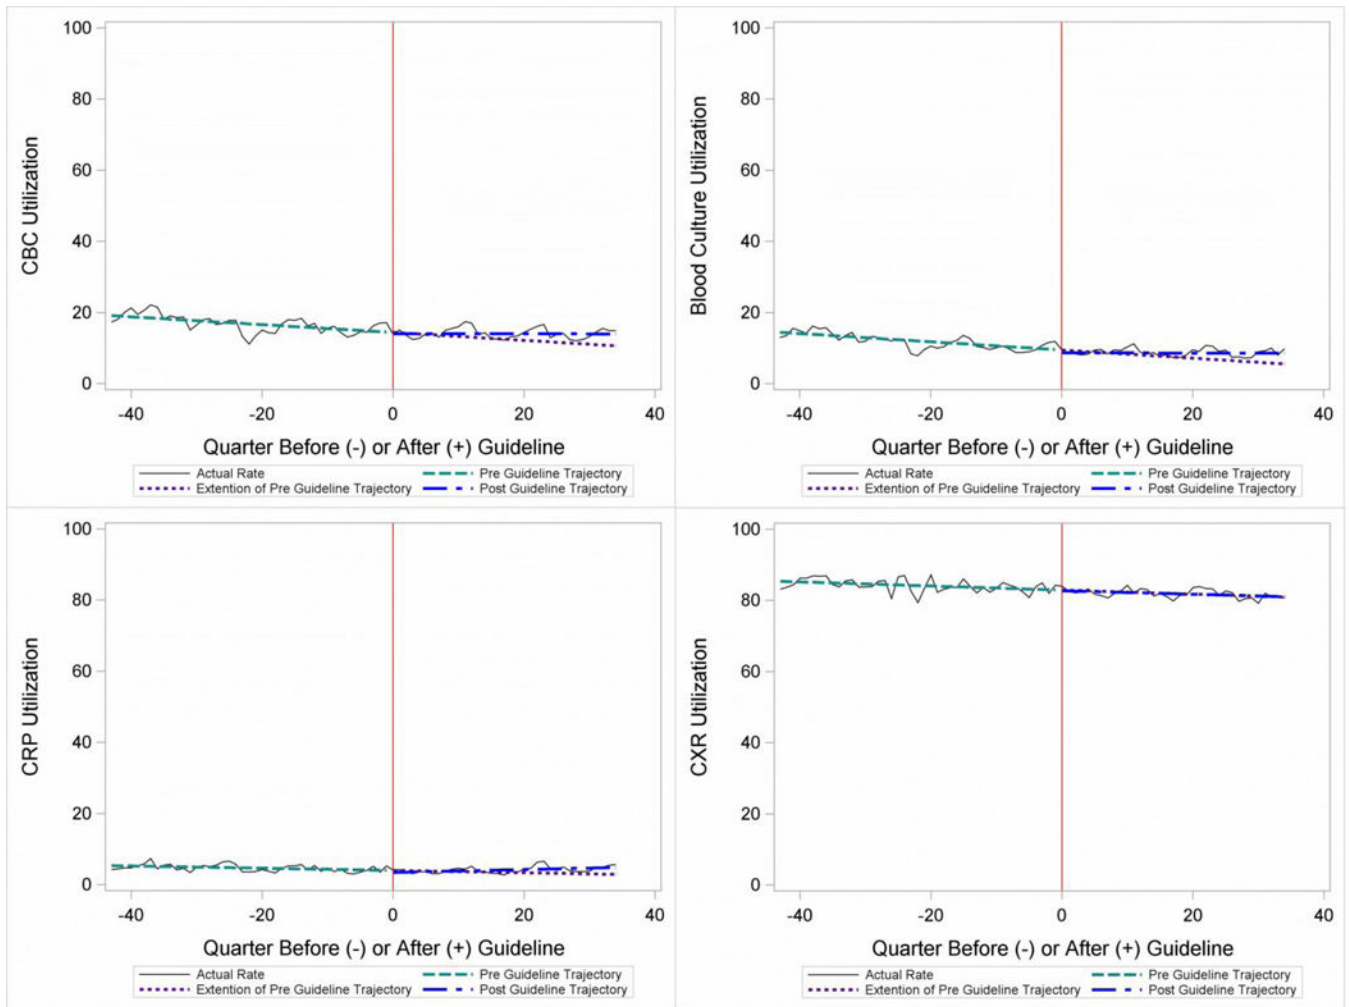 100
80
60
40
20
0
CBC Utilization
-40 -20 0 20 40
Quarter Before (-) or After (+) Guideline
Actual Rate Pre Guideline Trajectory
Extention of Pre Guideline Trajectory Post Guideline Trajectory
100
80
60
40
20
0
Blood Culture Utilization
-40 -20 0 20 40
Quarter Before (-) or After (+) Guideline
Actual Rate Pre Guideline Trajectory
Extention of Pre Guideline Trajectory Post Guideline Trajectory
100
80
60
40
20
0
CRP Utilization
-40 -20 0 20 40
Quarter Before (-) or After (+) Guideline
Actual Rate Pre Guideline Trajectory
Extention of Pre Guideline Trajectory Post Guideline Trajectory
100
80
60
40
20
0
CXR Utilization
-40 -20 0 20 40
Quarter Before (-) or After (+) Guideline
Actual Rate Pre Guideline Trajectory
Extention of Pre Guideline Trajectory Post Guideline Trajectory